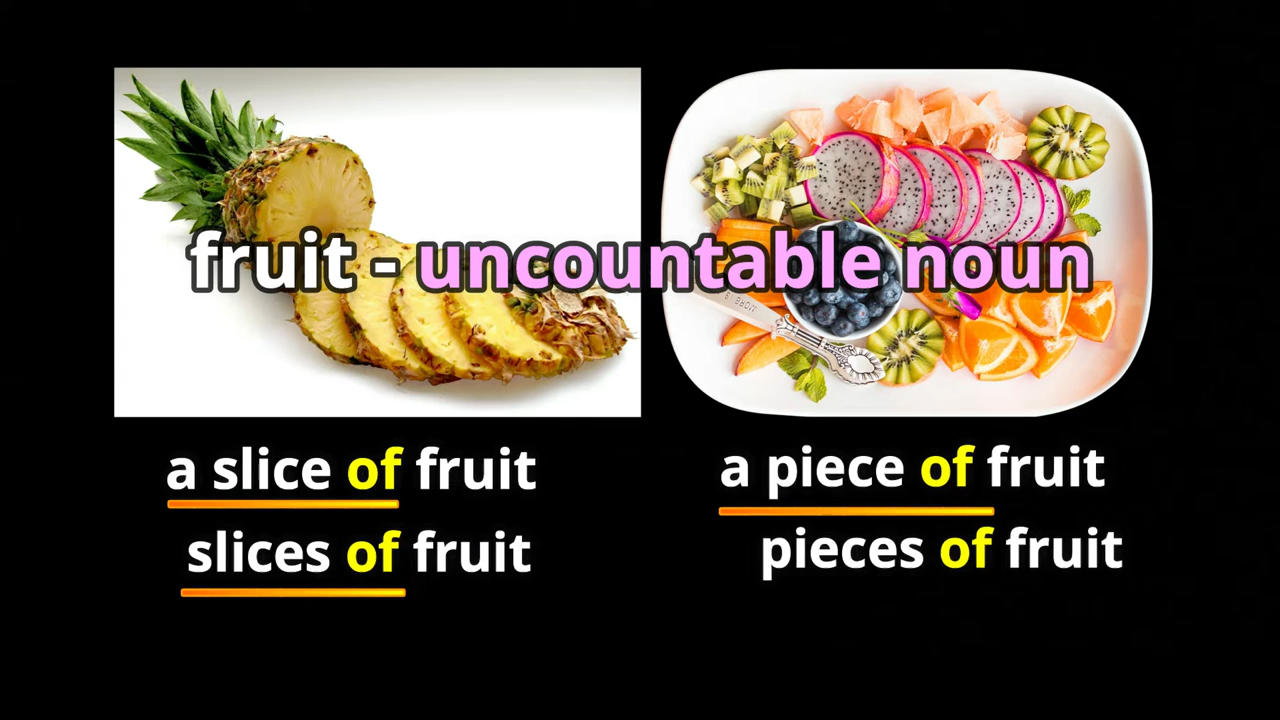 fruit - uncountable noun
a slice of fruit
slices of fruit
a piece of fruit
pieces of fruit